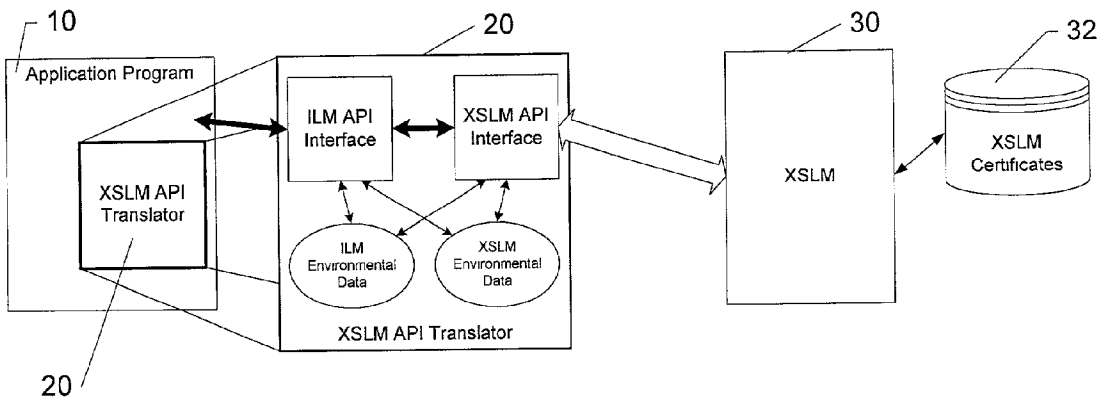 10
Application Program
XSLM API
Translator
20
20
ILM API
Interface
XSLM API
Interface
ILM
Environmental
Data
XSLM
Environmental
Data
XSLM API Translator
30
XSLM
32
XSLM
Certificates